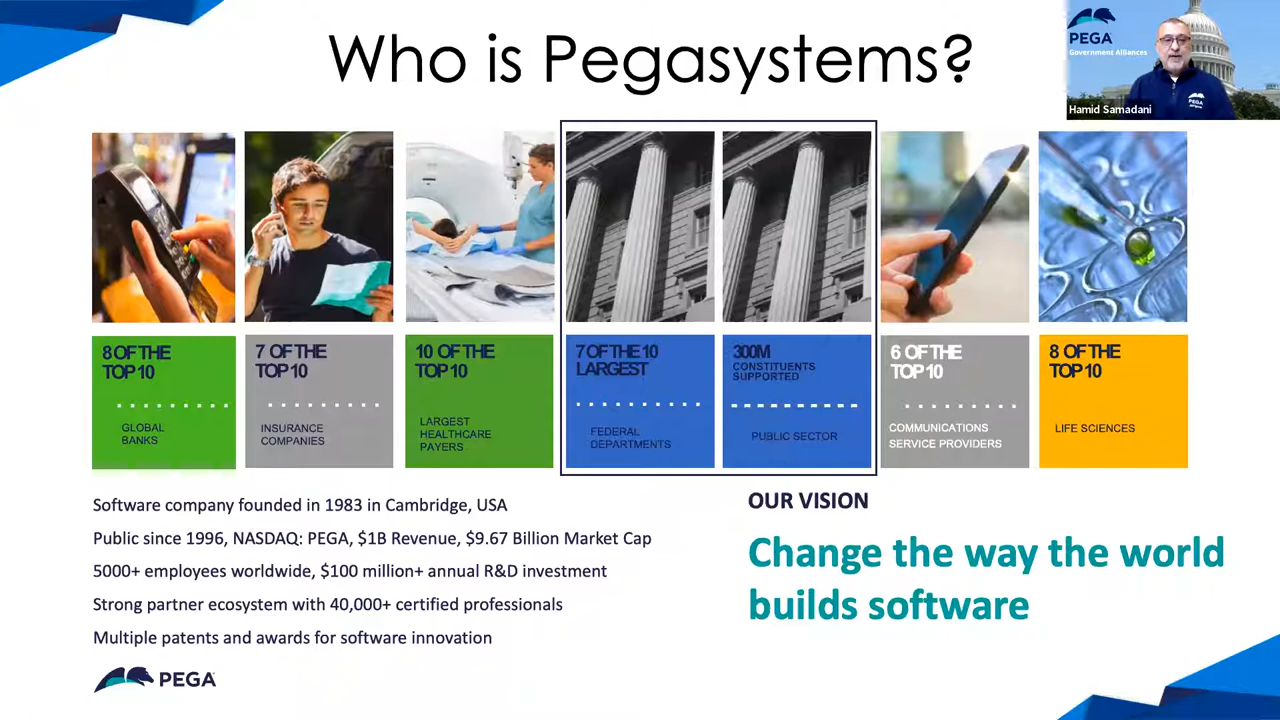 Who is Pegasystems?
PEGA
Government Alliances
PEGA
Hamid Samadani
8 OF THE
TOP 10
GLOBAL
BANKS
7 OF THE
TOP 10
INSURANCE
COMPANIES
10 OF THE
TOP 10
LARGEST
HEALTHCARE
PAYERS
7 OF THE 10
LARGEST
FEDERAL
DEPARTMENTS
300M
CONSTITUENTS
SUPPORTED
PUBLIC SECTOR
6 OF THE
TOP 10
COMMUNICATIONS
SERVICE PROVIDERS
8 OF THE
TOP 10
LIFE SCIENCES
Software company founded in 1983 in Cambridge, USA
Public since 1996, NASDAQ: PEGA, $1B Revenue, $9.67 Billion Market Cap
5000+ employees worldwide, $100 million+ annual R&D investment
Strong partner ecosystem with 40,000+ certified professionals
Multiple patents and awards for software innovation
OUR VISION
Change the way the world
builds software
PEGA